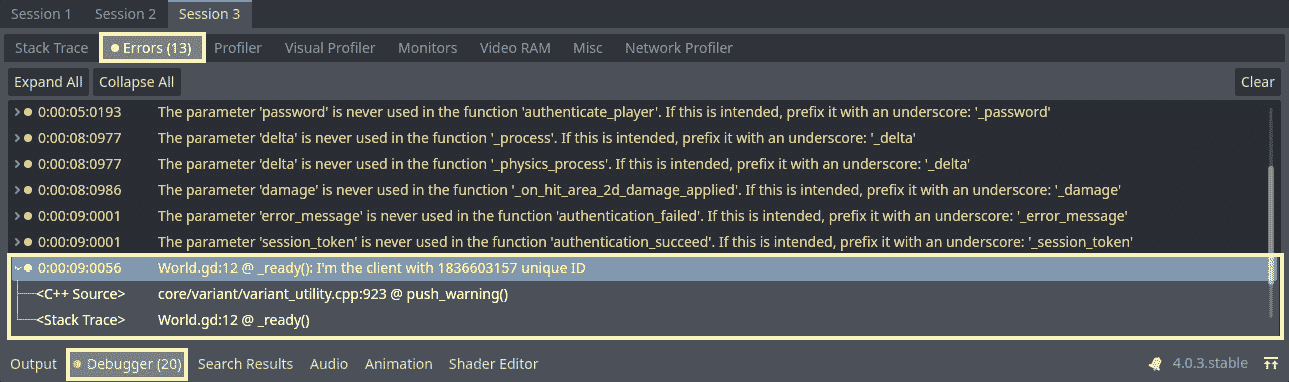 Session 1 Session 2 Session 3
Stack Trace Errors (13) Profiler Visual Profiler Monitors Video RAM Misc Network Profiler
Expand All Collapse All Clear
0:00:05:0193 The parameter 'password' is never used in the function 'authenticate_player'. If this is intended, prefix it with an underscore: '_password'
0:00:08:0977 The parameter 'delta' is never used in the function '_process'. If this is intended, prefix it with an underscore: '_delta'
0:00:08:0977 The parameter 'delta' is never used in the function '_physics_process'. If this is intended, prefix it with an underscore: '_delta'
0:00:08:0986 The parameter 'damage' is never used in the function '_on_hit_area_2d_damage_applied'. If this is intended, prefix it with an underscore: '_damage'
0:00:09:0001 The parameter 'error_message' is never used in the function 'authentication_failed'. If this is intended, prefix it with an underscore: '_error_message'
0:00:09:0001 The parameter 'session_token' is never used in the function 'authentication_succeed'. If this is intended, prefix it with an underscore: '_session_token'
0:00:09:0056 World.gd:12 @ _ready(): I'm the client with 1836603157 unique ID
<C++ Source> core/variant/variant_utility.cpp:923 @ push_warning()
<Stack Trace> World.gd:12 @ _ready()
Output Debugger (20) Search Results Audio Animation Shader Editor 4.0.3.stable